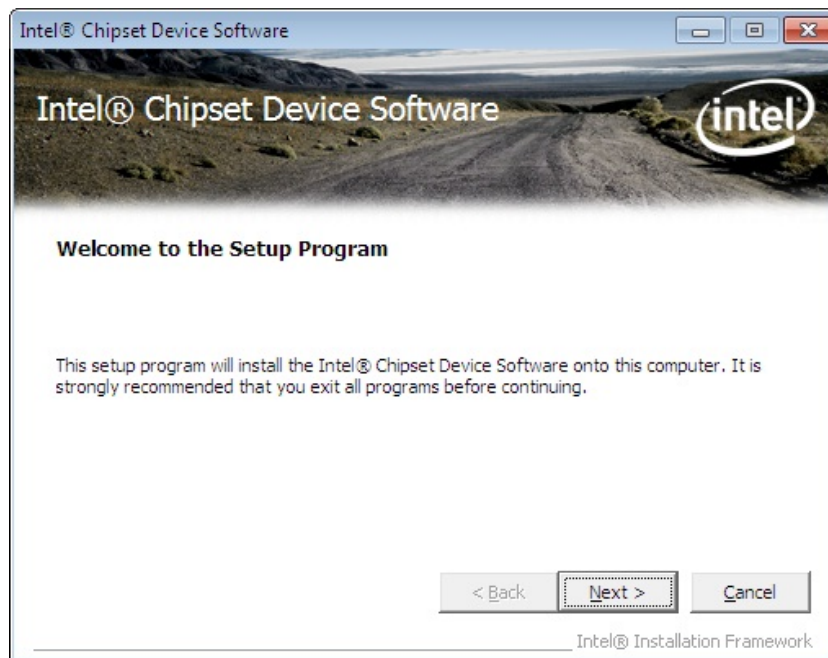 Intel® Chipset Device Software
Intel® Chipset Device Software
intel
Welcome to the Setup Program
This setup program will install the Intel® Chipset Device Software onto this computer. It is
strongly recommended that you exit all programs before continuing.
< Back Next > Cancel
Intel® Installation Framework